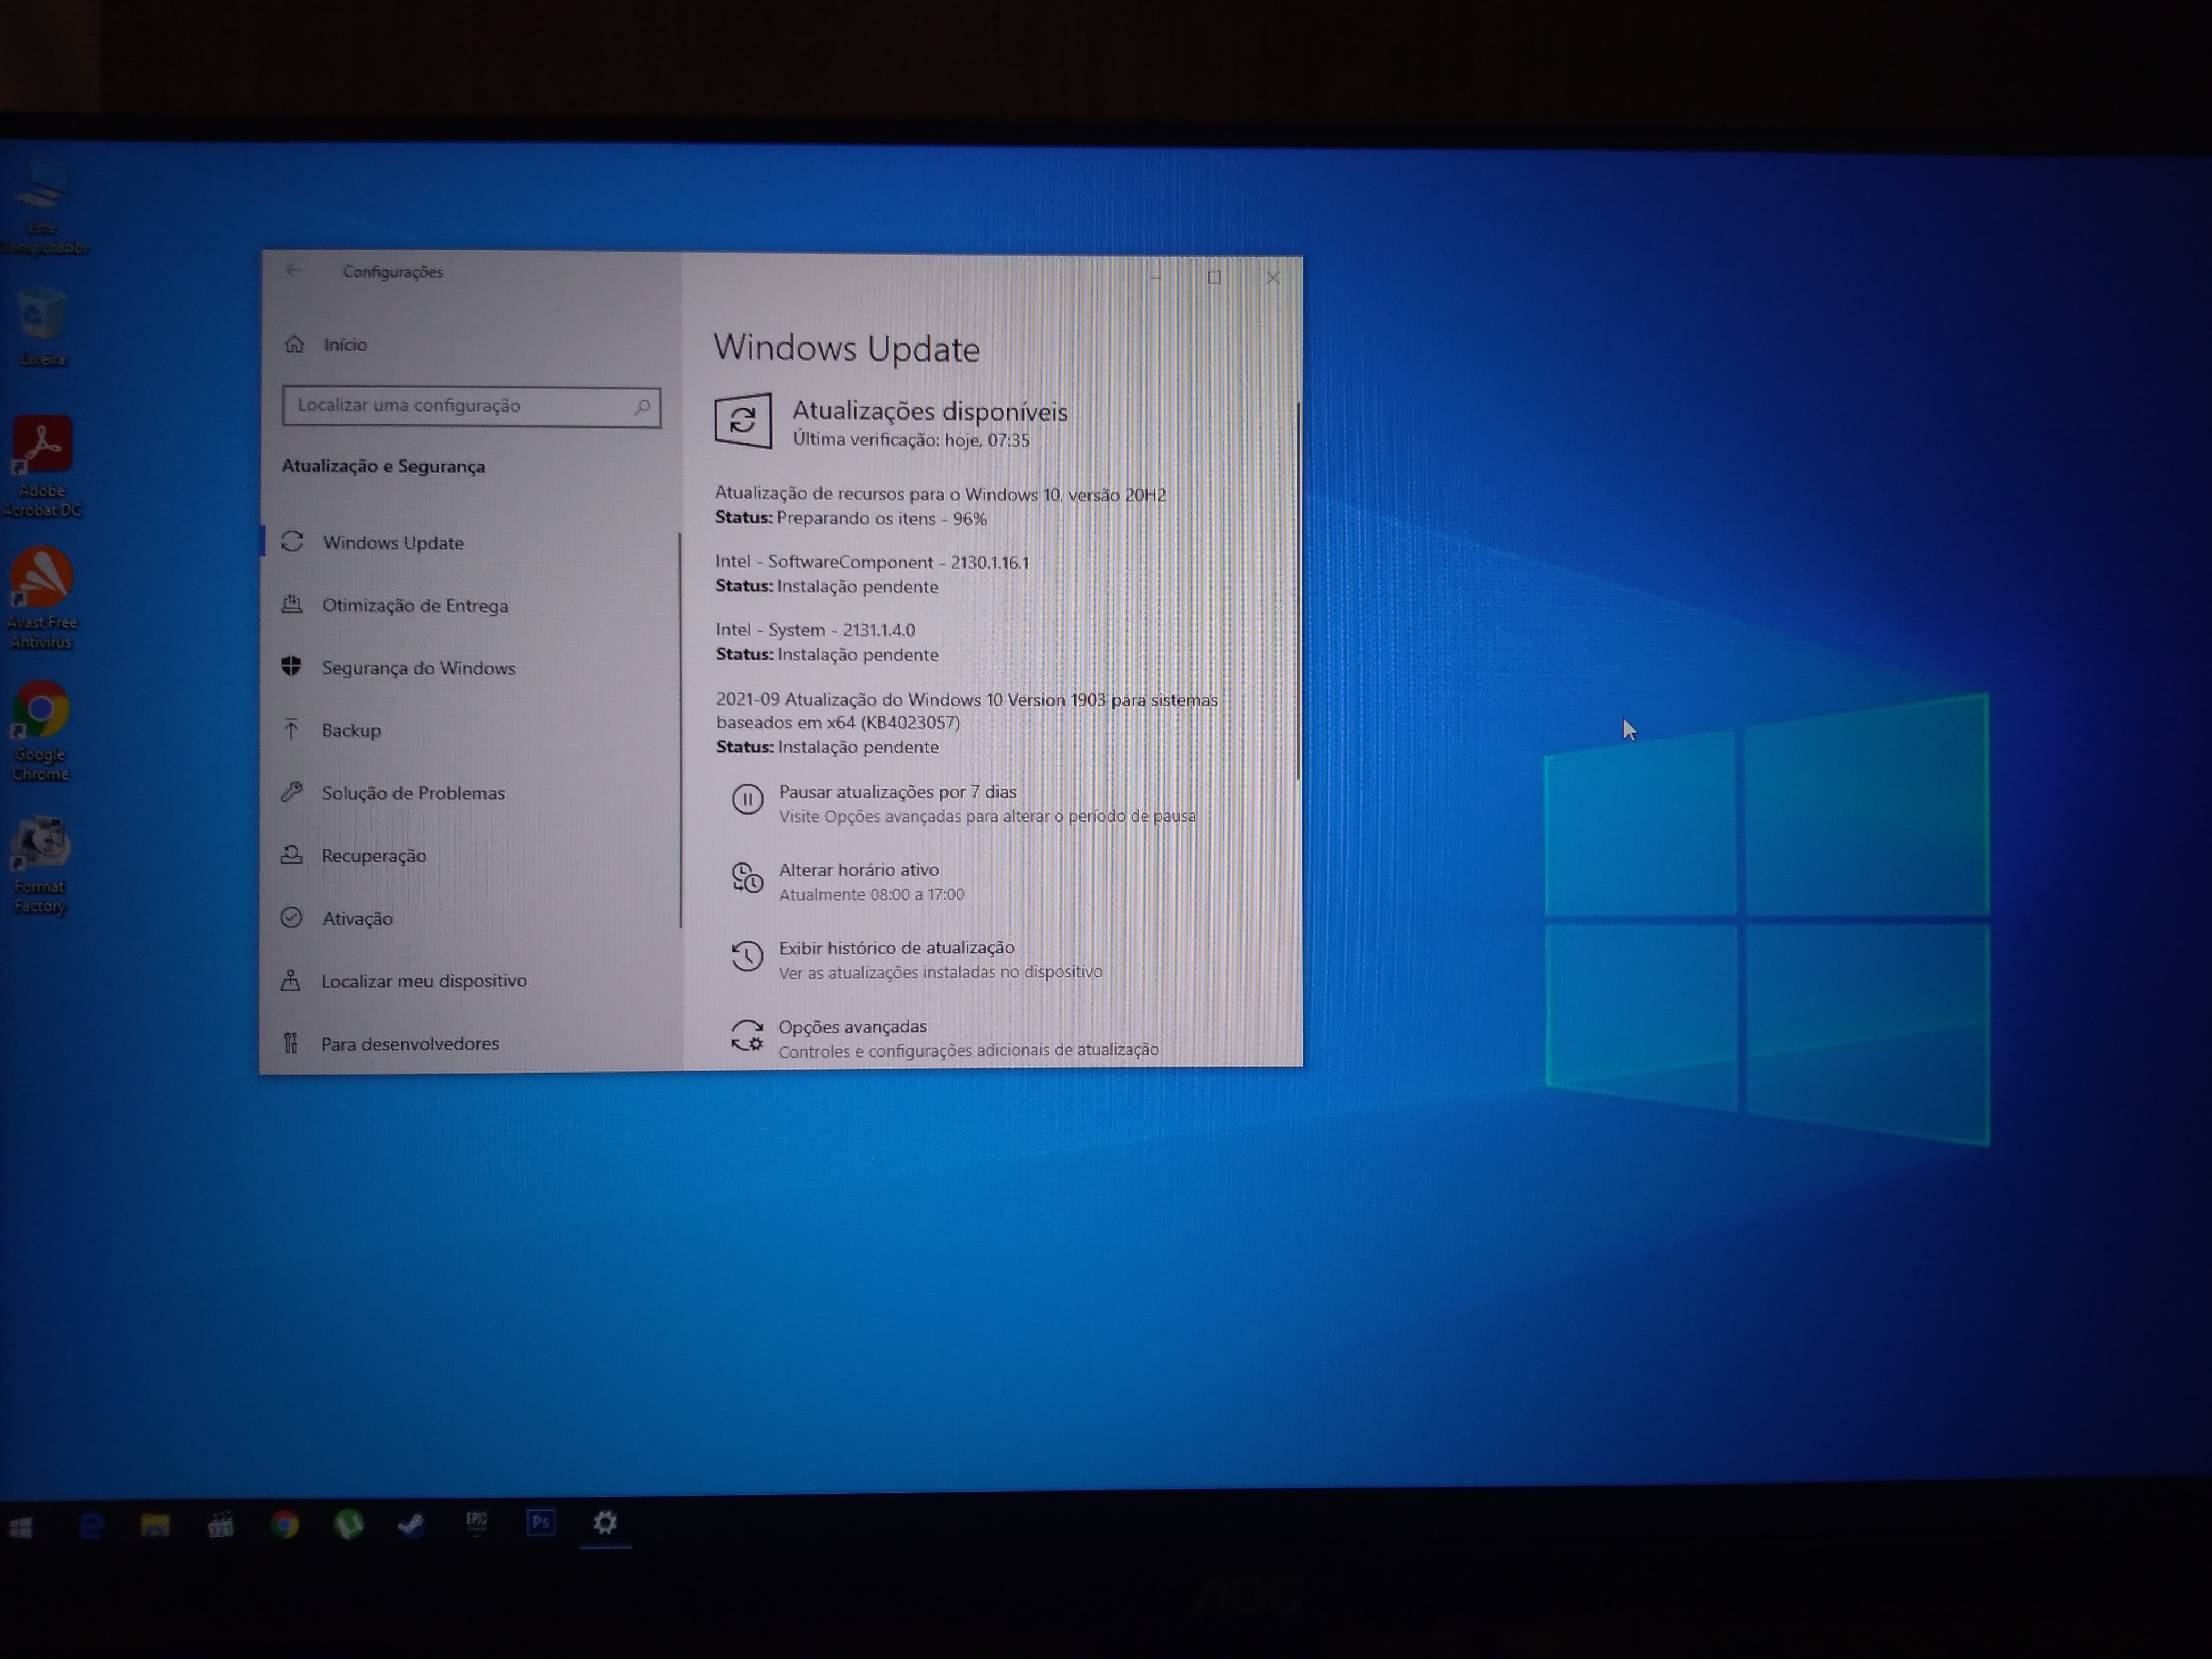 Este
Computador
Lixeira
Adobe
Acrobat DC
Avast Free
Antivirus
Google
Chrome
Format
Factory
Configurações
Início
Localizar uma configuração
Atualização e Segurança
Windows Update
Otimização de Entrega
Segurança do Windows
Backup
Solução de Problemas
Recuperação
Ativação
Localizar meu dispositivo
Para desenvolvedores
Windows Update
Atualizações disponíveis
Última verificação: hoje, 07:35
Atualização de recursos para o Windows 10, versão 20H2
Status: Preparando os itens - 96%
Intel - SoftwareComponent - 2130.1.16.1
Status: Instalação pendente
Intel - System - 2131.1.4.0
Status: Instalação pendente
2021-09 Atualização do Windows 10 Version 1903 para sistemas
baseados em x64 (KB4023057)
Status: Instalação pendente
Pausar atualizações por 7 dias
Visite Opções avançadas para alterar o período de pausa
Alterar horário ativo
Atualmente 08:00 a 17:00
Exibir histórico de atualização
Ver as atualizações instaladas no dispositivo
Opções avançadas
Controles e configurações adicionais de atualização
321
EPIC
Ps
AOC